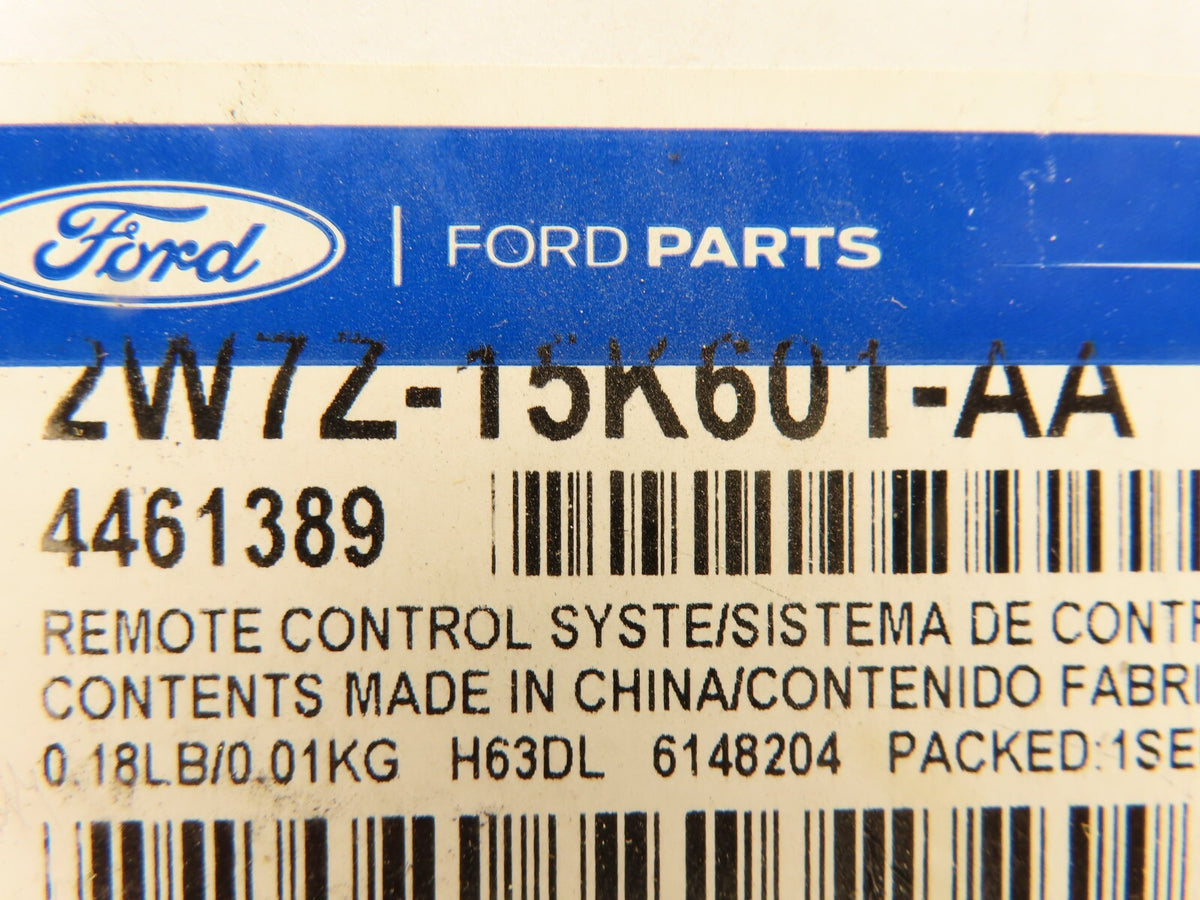 Ford | FORD PARTS
2W7Z-15K601-AA
4461389
REMOTE CONTROL SYSTE/SISTEMA DE CONTR
CONTENTS MADE IN CHINA/CONTENIDO FABRI
0.18LB/0.01KG H63DL 6148204 PACKED:1SE